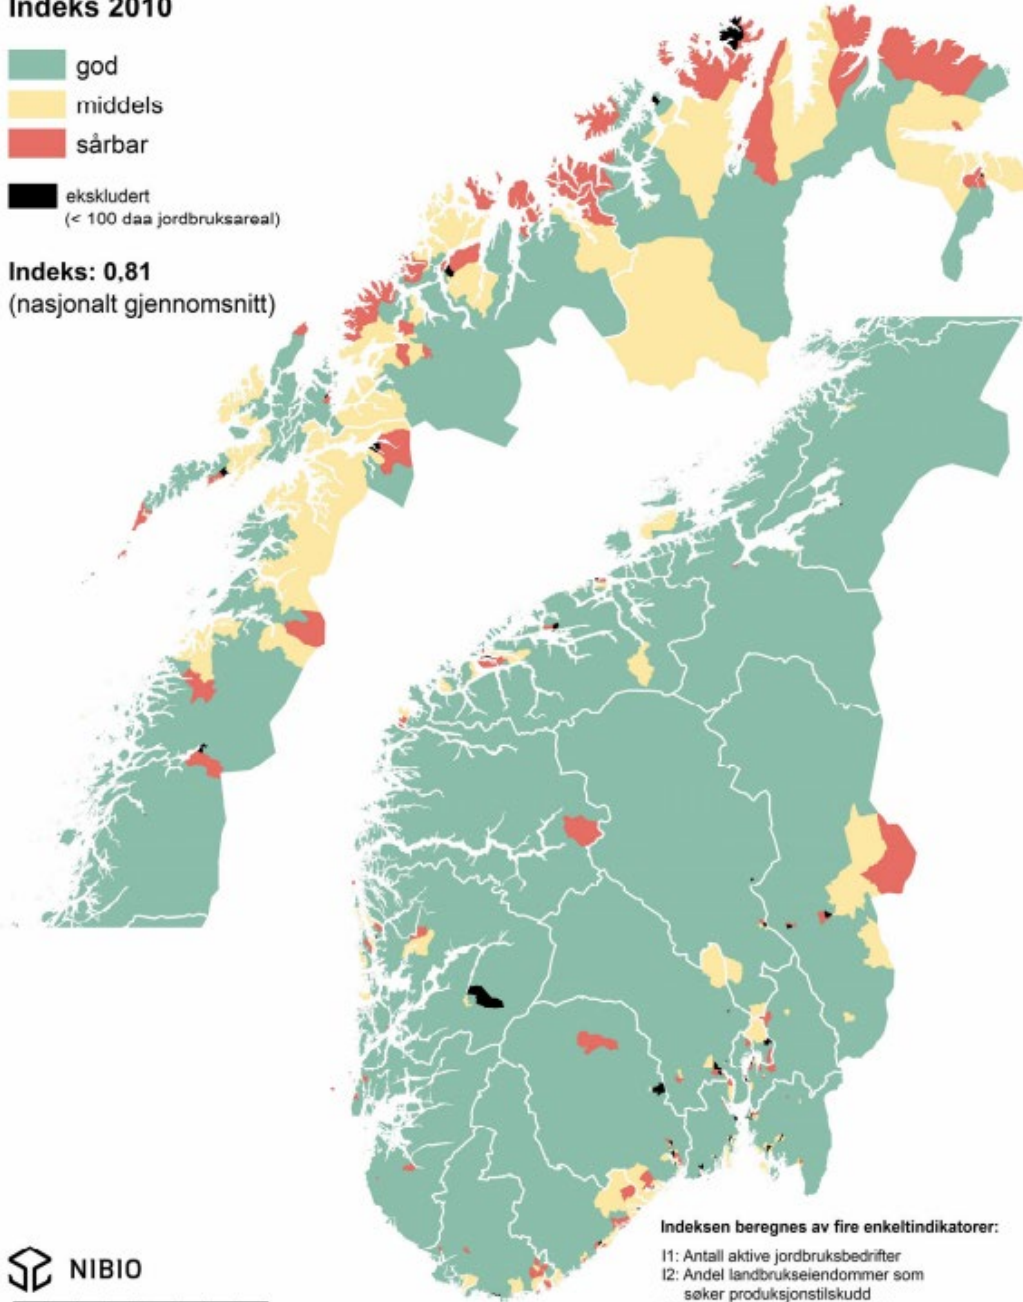 Indeks 2010
god
middels
sårbar
ekskludert
(< 100 daa jordbruksareal)
Indeks: 0,81
(nasjonalt gjennomsnitt)
Indeksen beregnes av fire enkeltindikatorer:
I1: Antall aktive jordbruksbedrifter
I2: Andel landbrukseiendommer som
søker produksjonstilskudd
NIBIO